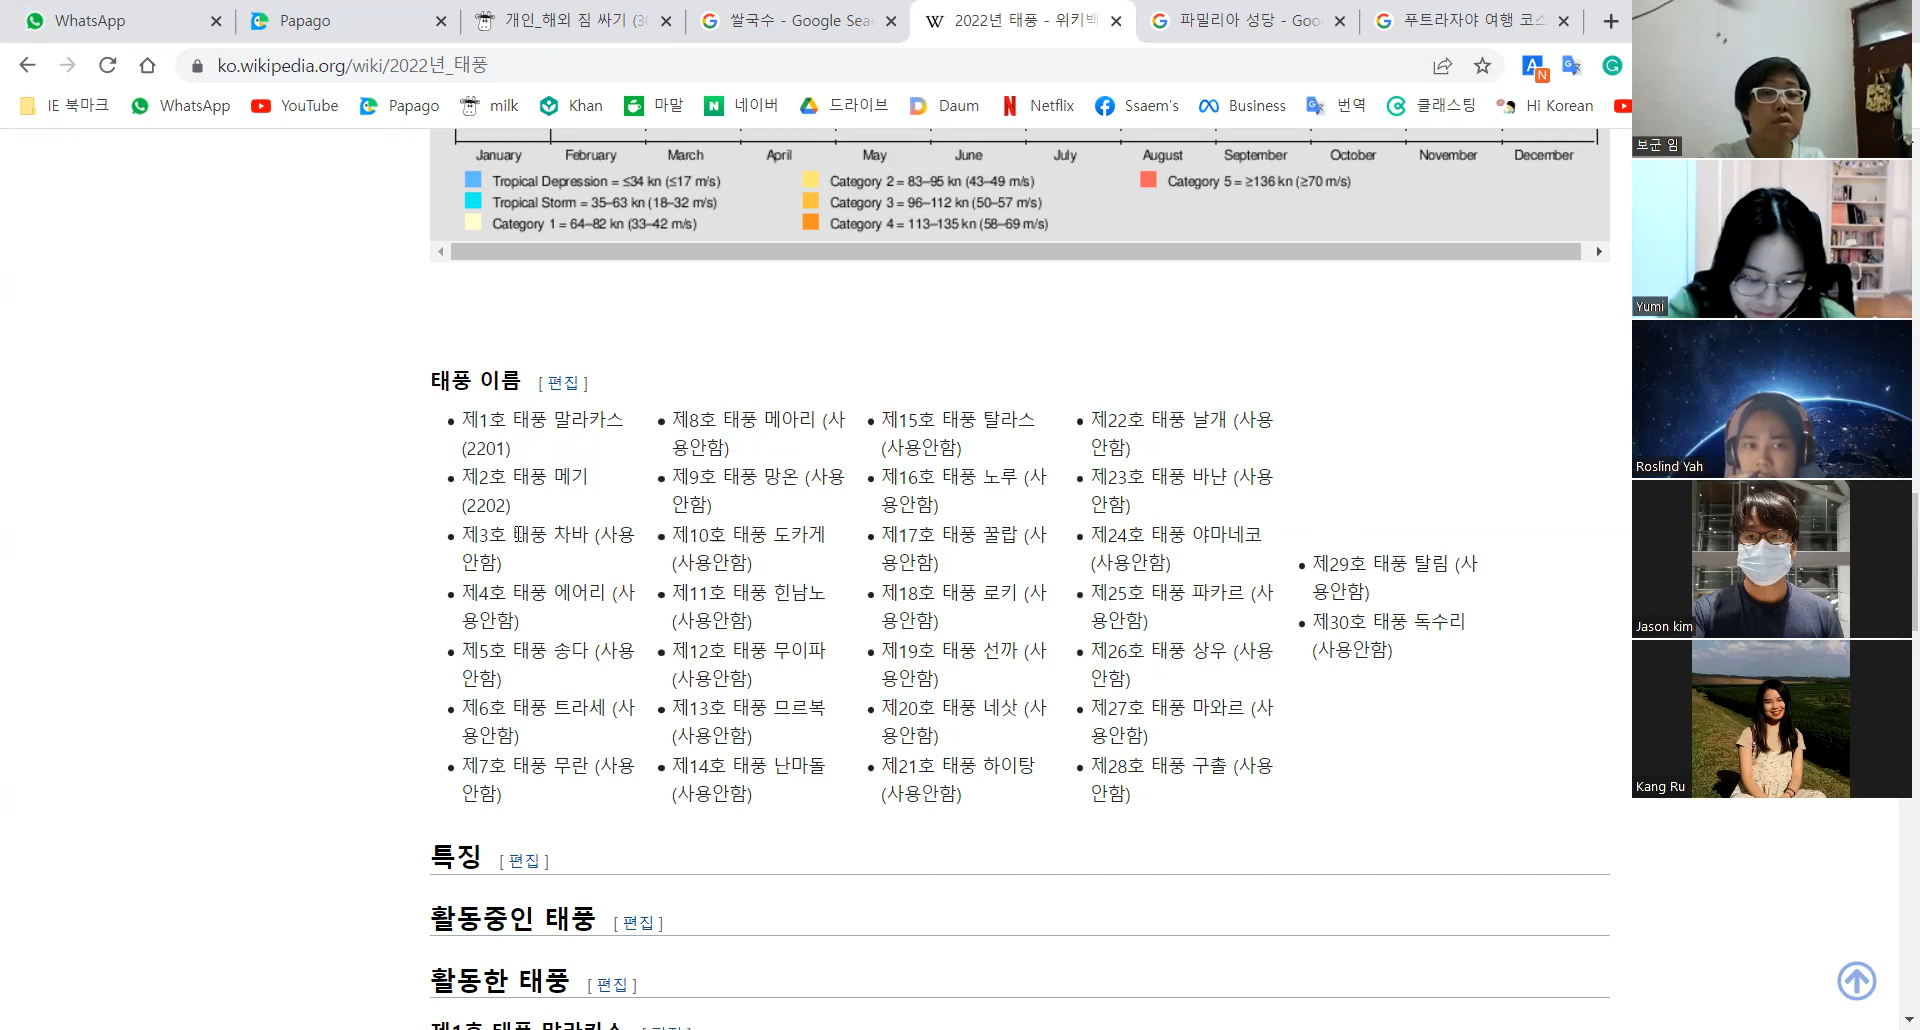 WhatsApp
Papago
개인_해외 짐 싸기 (30
쌀국수 - Google Sea
2022년 태풍 - 위키백
파밀리아 성당 - Goo
푸트라자야 여행 코스
ko.wikipedia.org/wiki/2022년_태풍
IE 북마크
WhatsApp
YouTube
Papago
milk
Khan
마말
네이버
드라이브
Daum
Netflix
Ssaem's
Business
번역
클래스팅
Hi Korean
January February March April May June July August September October November December
Tropical Depression = ≤34 kn (≤17 m/s)
Tropical Storm = 35–63 kn (18–32 m/s)
Category 1 = 64–82 kn (33–42 m/s)
Category 2 = 83–95 kn (43–49 m/s)
Category 3 = 96–112 kn (50–57 m/s)
Category 4 = 113–135 kn (58–69 m/s)
Category 5 = ≥136 kn (≥70 m/s)
태풍 이름 [ 편집 ]
제1호 태풍 말라카스
(2201)
제2호 태풍 메기
(2202)
제3호 태풍 차바 (사용
안함)
제4호 태풍 에어리 (사
용안함)
제5호 태풍 송다 (사용
안함)
제6호 태풍 트라세 (사
용안함)
제7호 태풍 무란 (사용
안함)
제8호 태풍 메아리 (사
용안함)
제9호 태풍 망온 (사용
안함)
제10호 태풍 도카게
(사용안함)
제11호 태풍 힌남노
(사용안함)
제12호 태풍 무이파
(사용안함)
제13호 태풍 므르복
(사용안함)
제14호 태풍 난마돌
(사용안함)
제15호 태풍 탈라스
(사용안함)
제16호 태풍 노루 (사
용안함)
제17호 태풍 꿀랍 (사
용안함)
제18호 태풍 로키 (사
용안함)
제19호 태풍 선까 (사
용안함)
제20호 태풍 네삿 (사
용안함)
제21호 태풍 하이탕
(사용안함)
제22호 태풍 날개 (사용
안함)
제23호 태풍 바냔 (사용
안함)
제24호 태풍 야마네코
(사용안함)
제25호 태풍 파카르 (사
용안함)
제26호 태풍 상우 (사용
안함)
제27호 태풍 마와르 (사
용안함)
제28호 태풍 구촐 (사용
안함)
제29호 태풍 탈림 (사
용안함)
제30호 태풍 독수리
(사용안함)
특징 [ 편집 ]
활동중인 태풍 [ 편집 ]
활동한 태풍 [ 편집 ]
제1호 태풍 말라카스 [ 편집 ]
보군 임
Yumi
Roslind Yah
Jason kim
Kang Ru